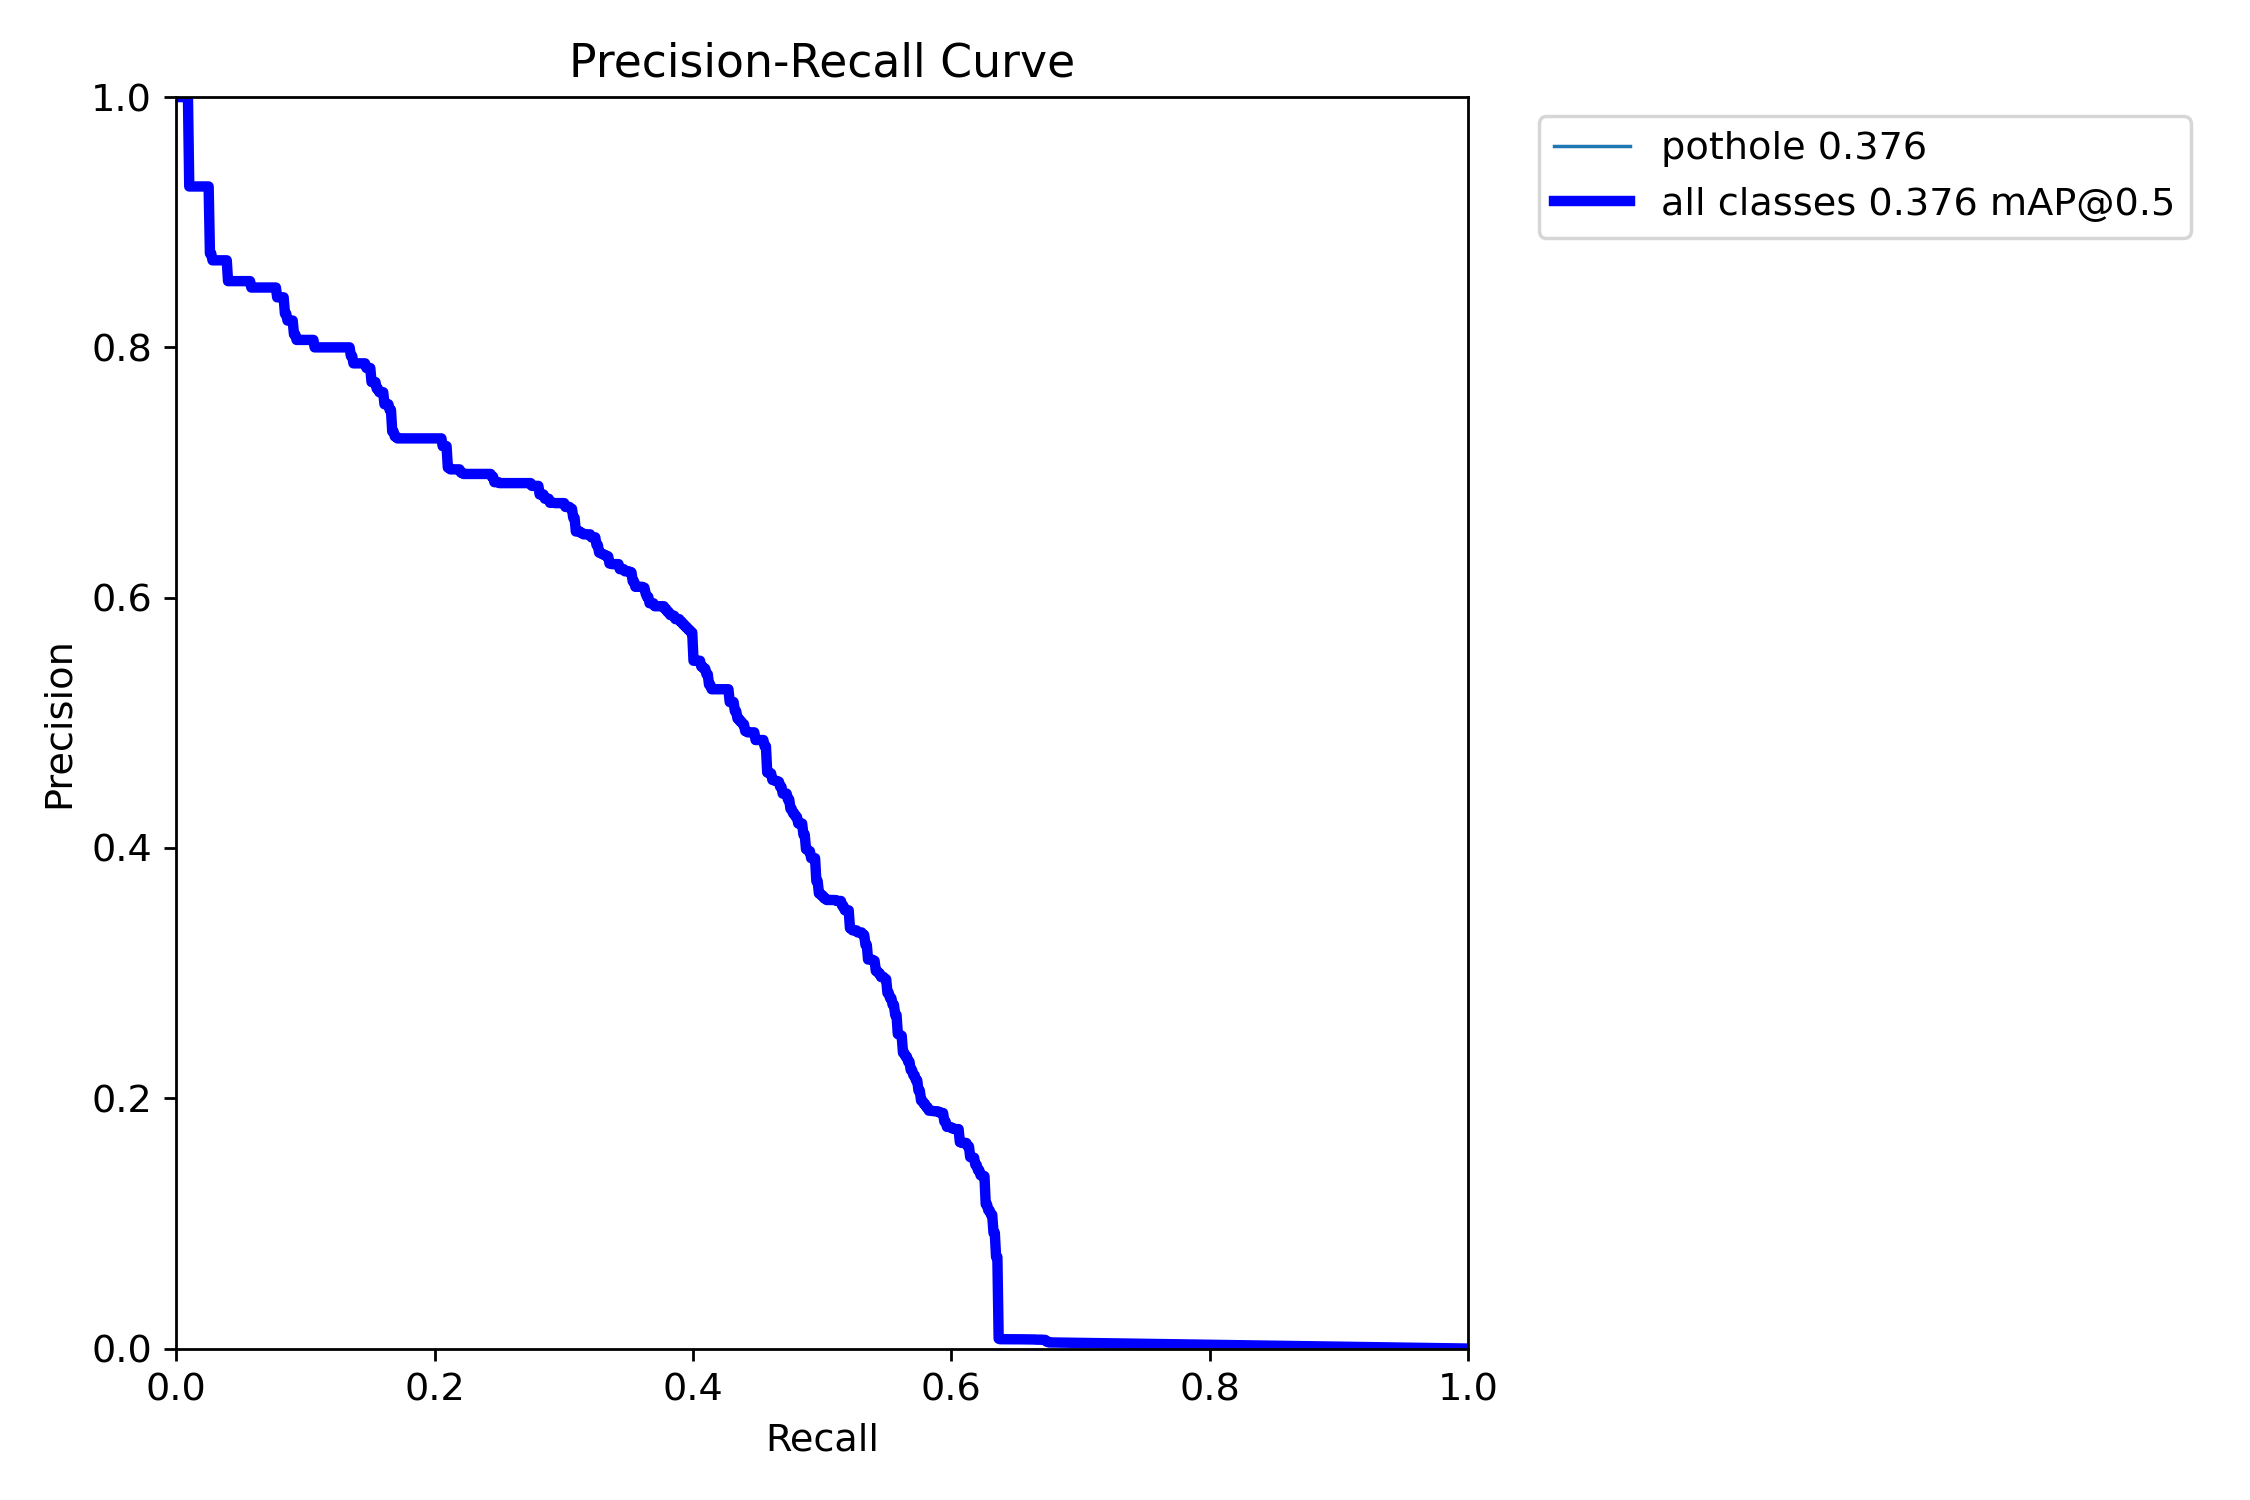 Precision-Recall Curve
1.0
0.8
0.6
0.4
0.2
0.0
Precision
0.0 0.2 0.4 0.6 0.8 1.0
Recall
pothole 0.376
all classes 0.376 mAP@0.5